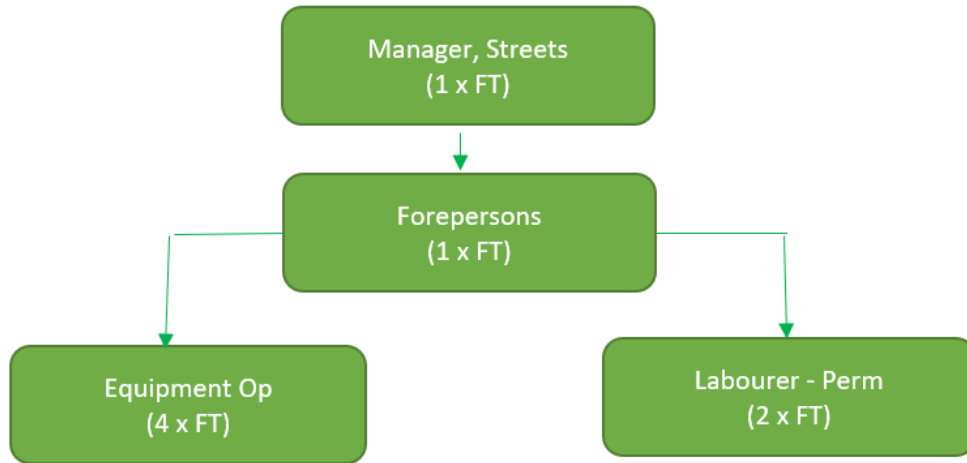 Manager, Streets
(1 x FT)
Forepersons
(1 x FT)
Equipment Op
(4 x FT)
Labourer - Perm
(2 x FT)